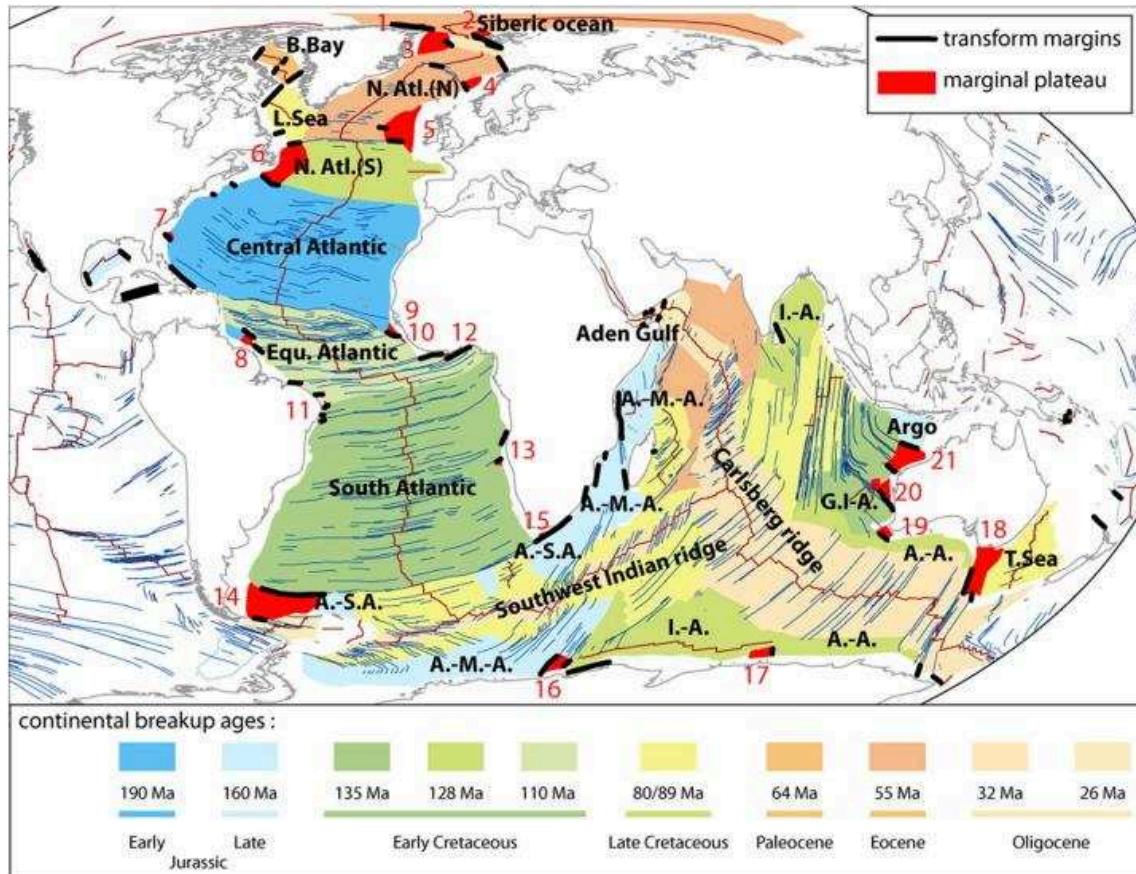 1
2
Siberic ocean
transform margins
marginal plateau
B.Bay
3
N. Atl.(N)
4
L.Sea
5
6
N. Atl.(S)
7
Central Atlantic
9
10
12
Aden Gulf
I.-A.
8
Equ. Atlantic
11
A.-M.-A.
Argo
21
13
South Atlantic
Carlsberg ridge
G.I-A.
20
A.-M.-A.
15
19
18
A.-S.A.
A.-A.
T.Sea
Southwest Indian ridge
14
A.-S.A.
I.-A.
A.-A.
A.-M.-A.
16
17
continental breakup ages :
190 Ma 160 Ma 135 Ma 128 Ma 110 Ma 80/89 Ma 64 Ma 55 Ma 32 Ma 26 Ma
Early Late Early Cretaceous Late Cretaceous Paleocene Eocene Oligocene
Jurassic